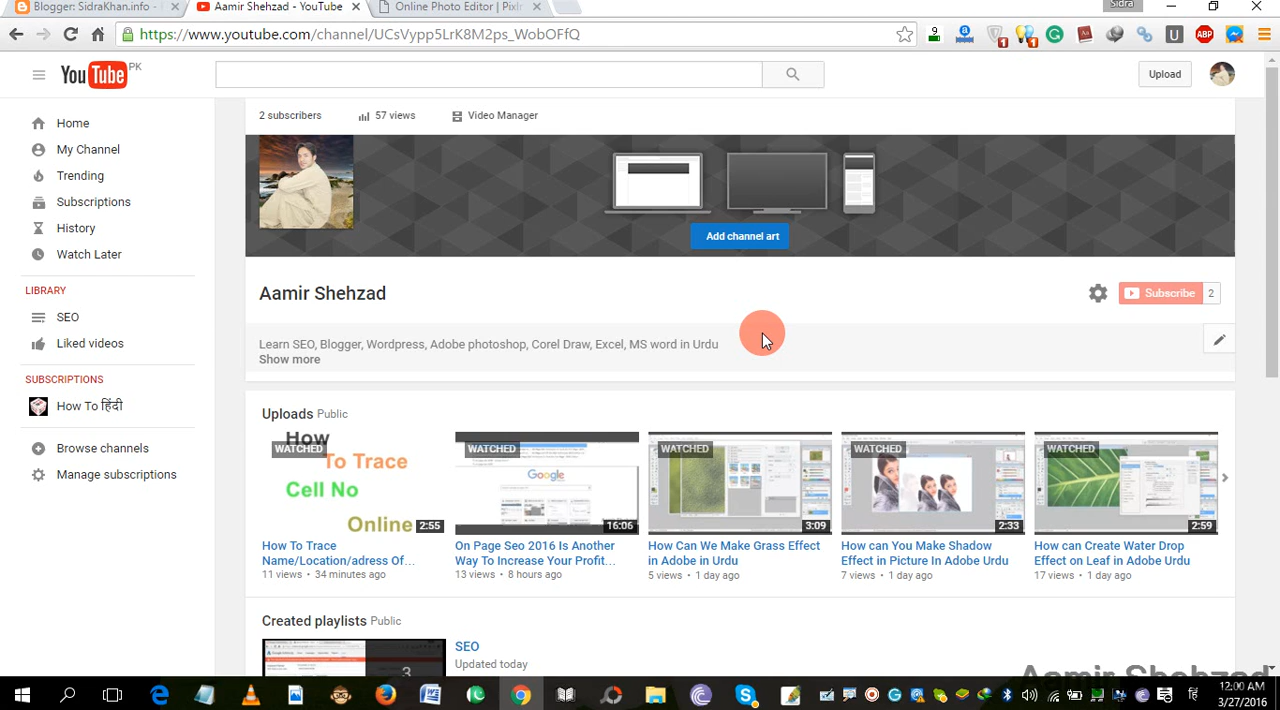 Blogger: SidraKhan.info -
Aamir Shehzad - YouTube
Online Photo Editor | Pixlr
Sidra
https://www.youtube.com/channel/UCsVypp5LrK8M2ps_WoOOFfQ
YouTube PK
Upload
2 subscribers
57 views
Video Manager
Home
My Channel
Trending
Subscriptions
History
Watch Later
Add channel art
LIBRARY
SEO
Liked videos
Aamir Shehzad
Subscribe 2
Learn SEO, Blogger, Wordpress, Adobe photoshop, Corel Draw, Excel, MS word in Urdu
Show more
SUBSCRIPTIONS
How To हिंदी
Browse channels
Manage subscriptions
Uploads Public
WATCHED
How
To Trace
Cell No
Online
2:55
WATCHED
Google
16:06
WATCHED
3:09
WATCHED
2:33
WATCHED
2:59
How To Trace
Name/Location/adress Of...
11 views • 34 minutes ago
On Page Seo 2016 Is Another
Way To Increase Your Profit...
13 views • 8 hours ago
How Can We Make Grass Effect
in Adobe in Urdu
5 views • 1 day ago
How can You Make Shadow
Effect in Picture In Adobe Urdu
7 views • 1 day ago
How can Create Water Drop
Effect on Leaf in Adobe Urdu
17 views • 1 day ago
Created playlists Public
3
SEO
Updated today
Aamir Shehzad
12:00 AM
3/27/2016